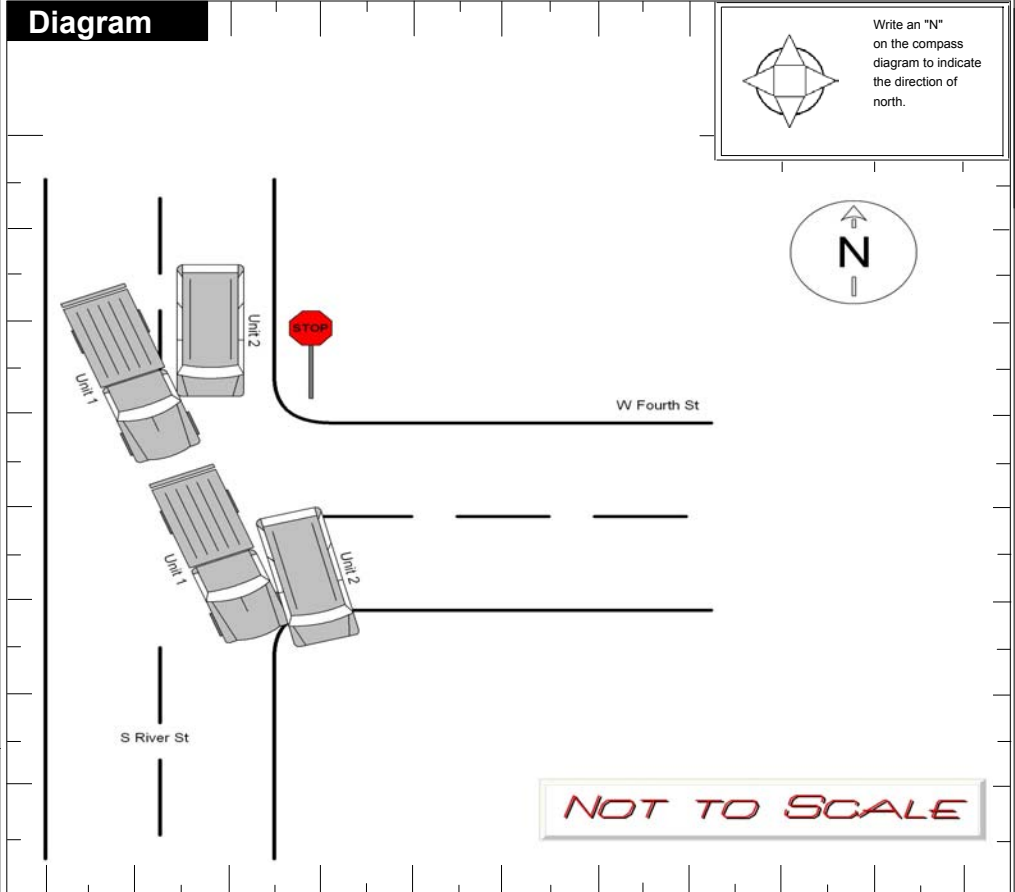 Diagram
Write an "N"
on the compass
diagram to indicate
the direction of
north.
N
Unit 2
STOP
Unit 1
W Fourth St
Unit 1
Unit 2
S River St
NOT TO SCALE